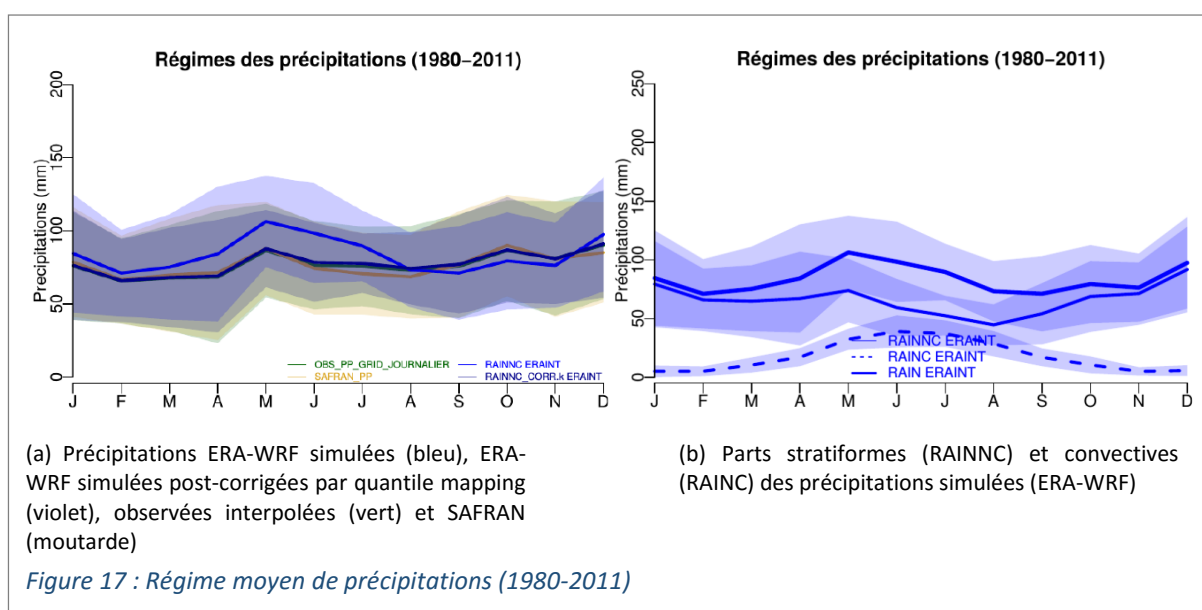 Régimes des précipitations (1980−2011)
Précipitations (mm)
0
50
100
150
200
J F M A M J J A S O N D
OBS_PP_GRID_JOURNALIER
SAFRAN_PP
RAINNC ERAINT
RAINNC_CORR.k ERAINT
Régimes des précipitations (1980−2011)
Précipitations (mm)
0
50
100
150
200
250
J F M A M J J A S O N D
RAINNC ERAINT
RAINC ERAINT
RAIN ERAINT
(a) Précipitations ERA-WRF simulées (bleu), ERA-
WRF simulées post-corrigées par quantile mapping
(violet), observées interpolées (vert) et SAFRAN
(moutarde)
(b) Parts stratiformes (RAINNC) et convectives
(RAINC) des précipitations simulées (ERA-WRF)
Figure 17 : Régime moyen de précipitations (1980-2011)